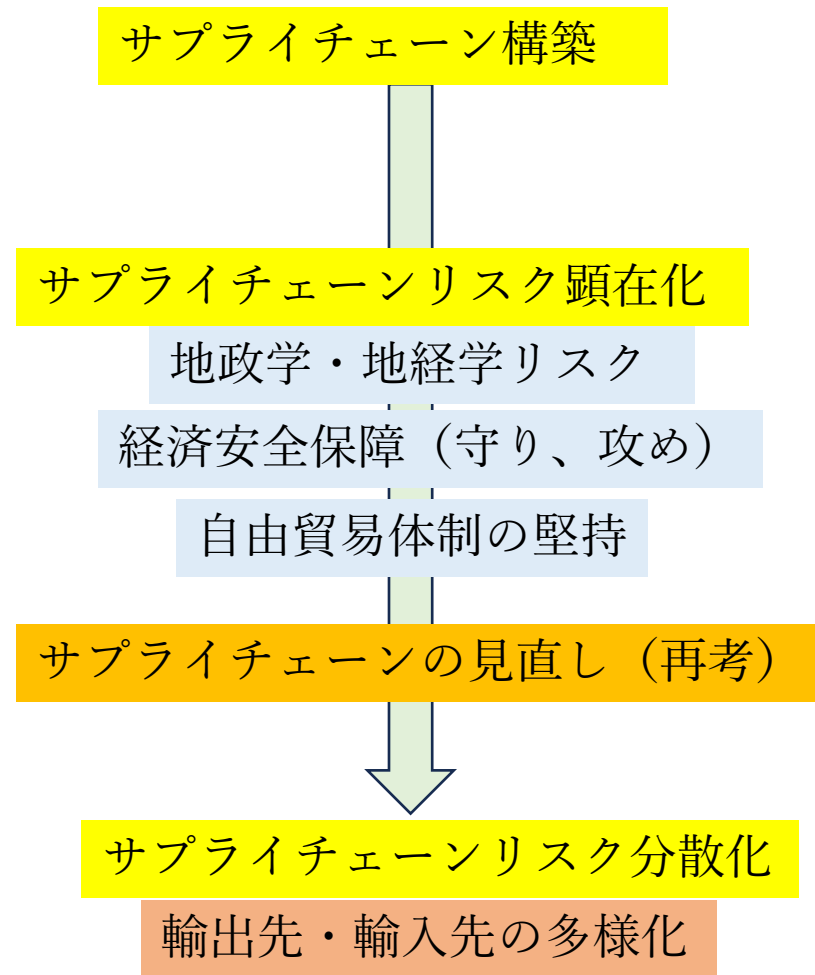 サプライチェーン構築
サプライチェーンリスク顕在化
地政学・地経学リスク
経済安全保障（守り、攻め）
自由貿易体制の堅持
サプライチェーンの見直し（再考）
サプライチェーンリスク分散化
輸出先・輸入先の多様化